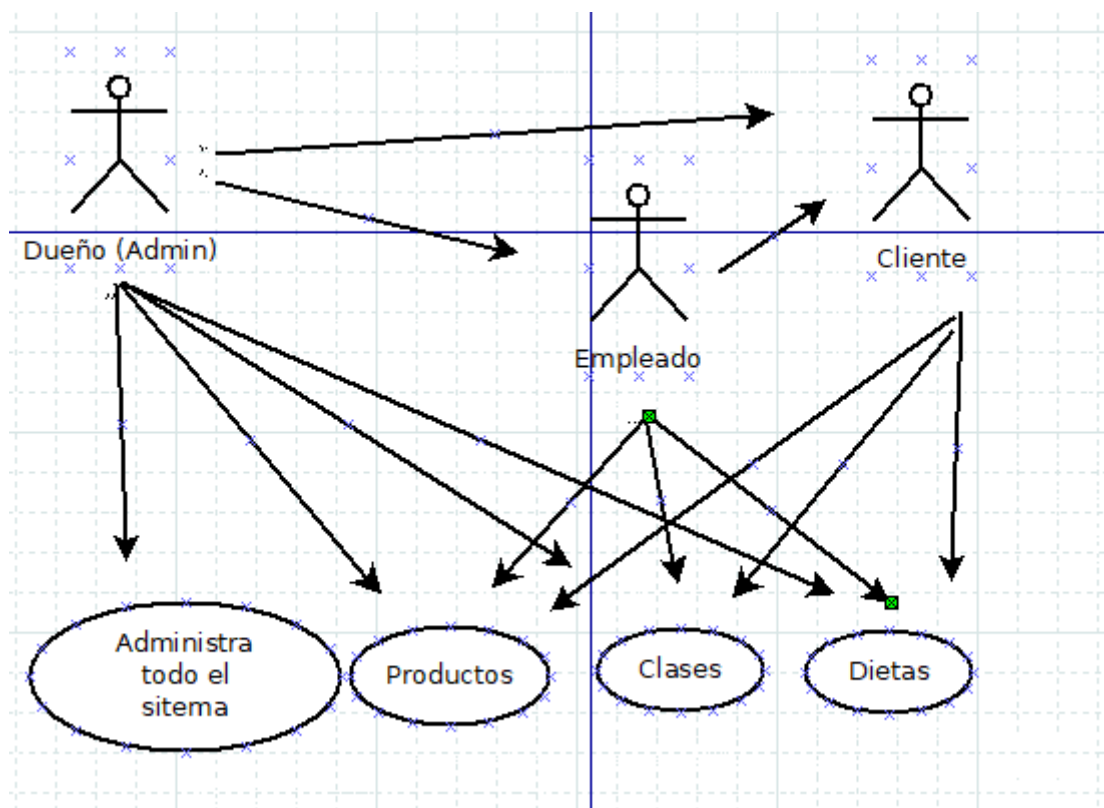 Dueño (Admin)
Cliente
Empleado
Administra
todo el
sitema
Productos
Clases
Dietas